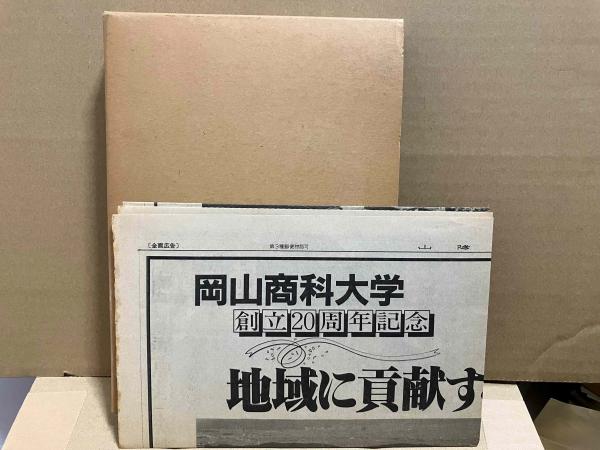 〔全面広告〕 第3種郵便物認可 山 陽
岡山商科大学
創立20周年記念
地域に貢献す